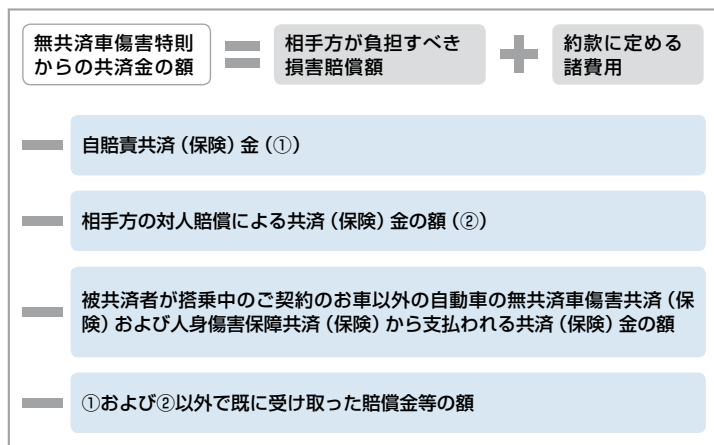 無共済車傷害特則
からの共済金の額
相手方が負担すべき
損害賠償額
約款に定める
諸費用
自賠責共済（保険）金（①）
相手方の対人賠償による共済（保険）金の額（②）
被共済者が搭乗中のご契約のお車以外の自動車の無共済車傷害共済（保
険）および人身傷害保障共済（保険）から支払われる共済（保険）金の額
①および②以外で既に受け取った賠償金等の額